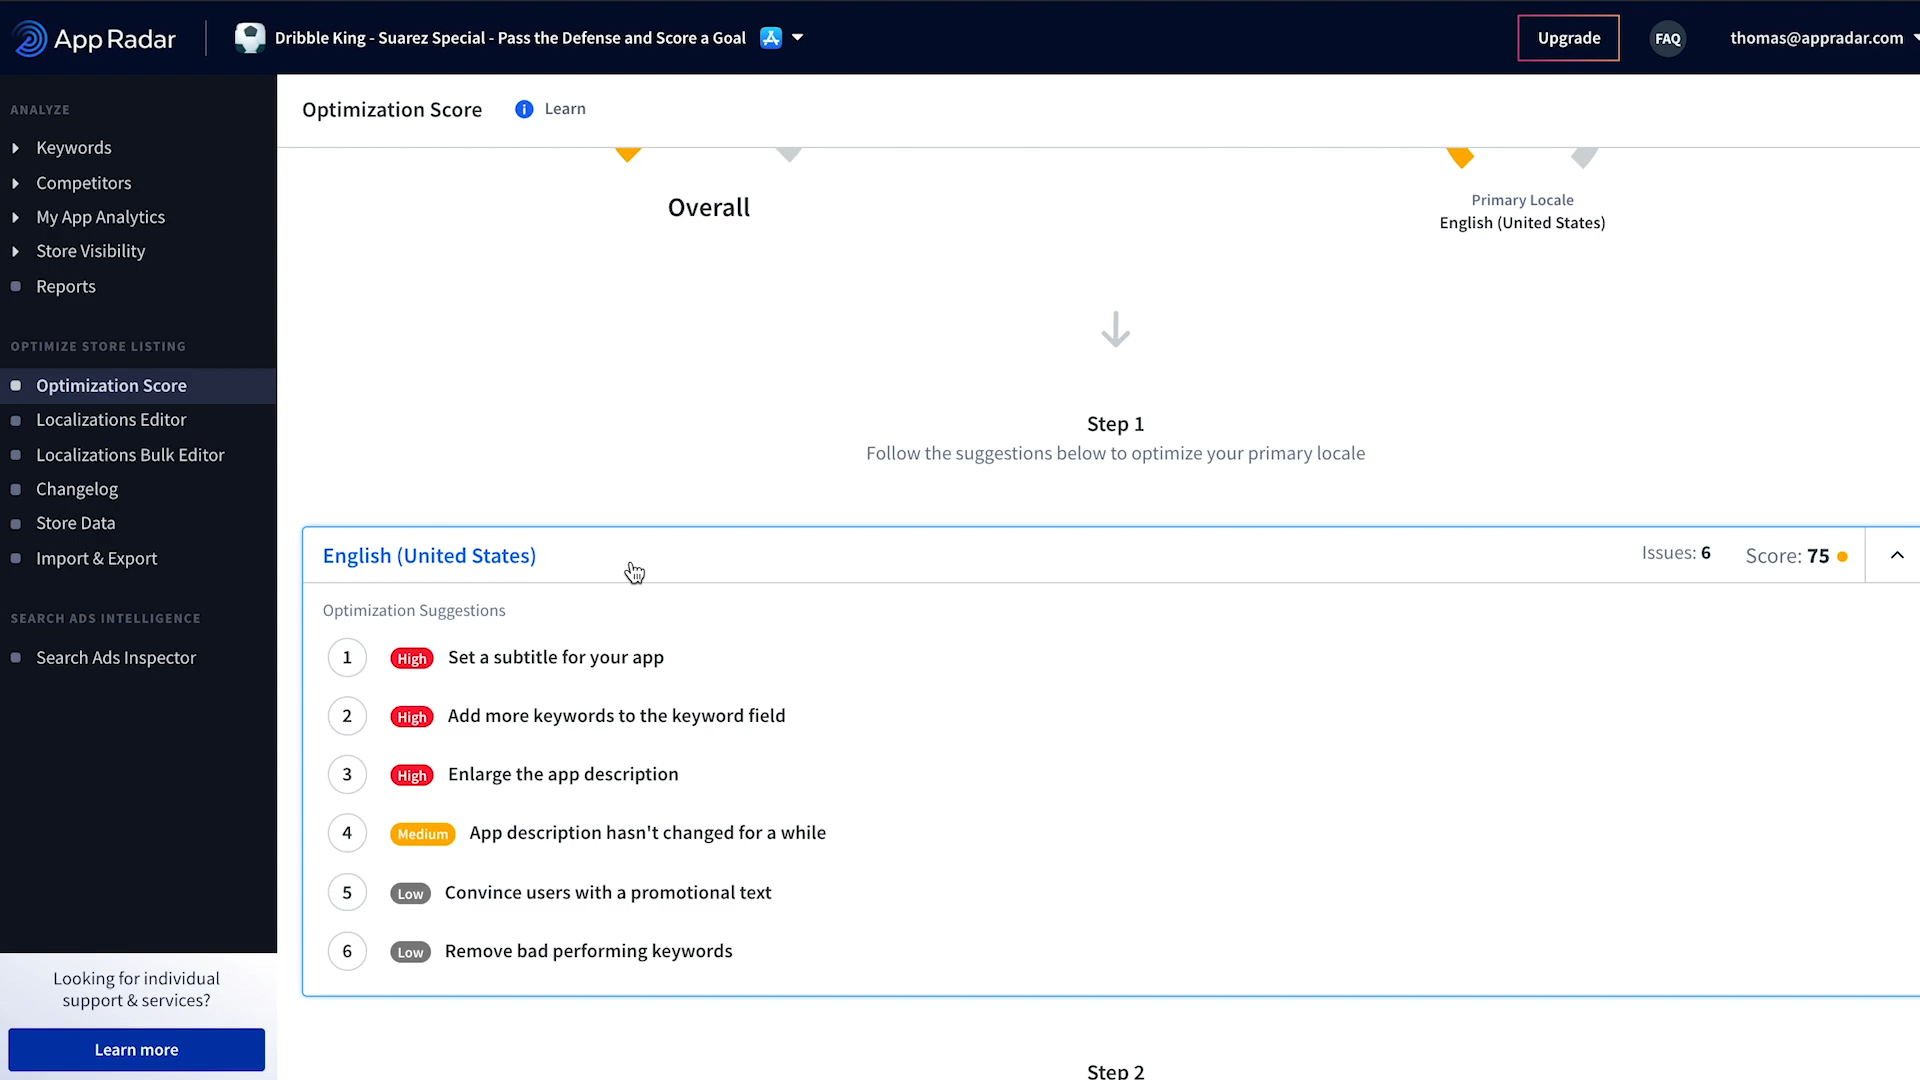 App Radar
Dribble King - Suarez Special - Pass the Defense and Score a Goal
Upgrade
FAQ
thomas@appradar.com
ANALYZE
Keywords
Competitors
My App Analytics
Store Visibility
Reports
OPTIMIZE STORE LISTING
Optimization Score
Localizations Editor
Localizations Bulk Editor
Changelog
Store Data
Import & Export
SEARCH ADS INTELLIGENCE
Search Ads Inspector
Looking for individual
support & services?
Learn more
Optimization Score
Learn
Overall
Primary Locale
English (United States)
Step 1
Follow the suggestions below to optimize your primary locale
English (United States)
Issues: 6
Score: 75
Optimization Suggestions
1 High Set a subtitle for your app
2 High Add more keywords to the keyword field
3 High Enlarge the app description
4 Medium App description hasn't changed for a while
5 Low Convince users with a promotional text
6 Low Remove bad performing keywords
Step 2